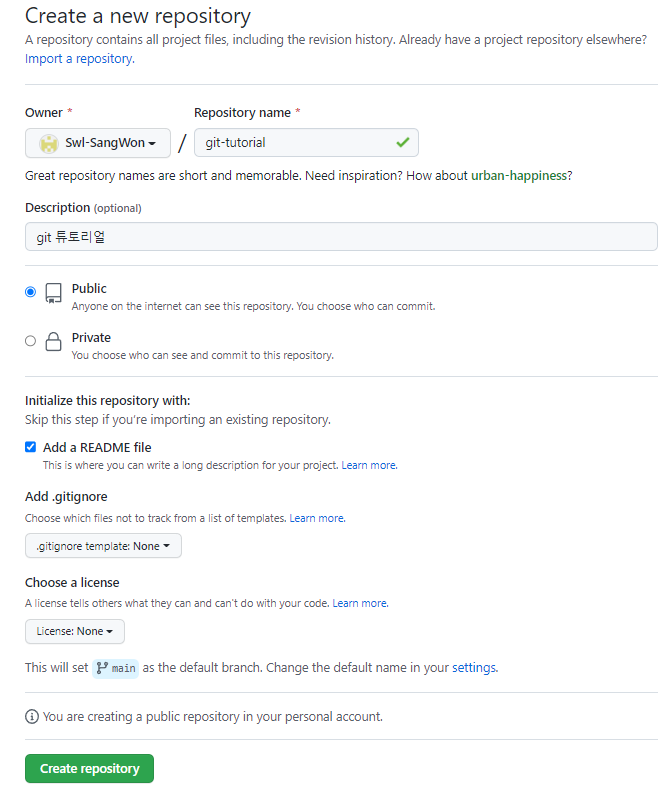 Create a new repository
A repository contains all project files, including the revision history. Already have a project repository elsewhere?
Import a repository.
Owner *
Repository name *
Swl-SangWon
/
git-tutorial
Great repository names are short and memorable. Need inspiration? How about urban-happiness?
Description (optional)
git 튜토리얼
Public
Anyone on the internet can see this repository. You choose who can commit.
Private
You choose who can see and commit to this repository.
Initialize this repository with:
Skip this step if you're importing an existing repository.
Add a README file
This is where you can write a long description for your project. Learn more.
Add .gitignore
Choose which files not to track from a list of templates. Learn more.
.gitignore template: None
Choose a license
A license tells others what they can and can't do with your code. Learn more.
License: None
This will set main as the default branch. Change the default name in your settings.
You are creating a public repository in your personal account.
Create repository